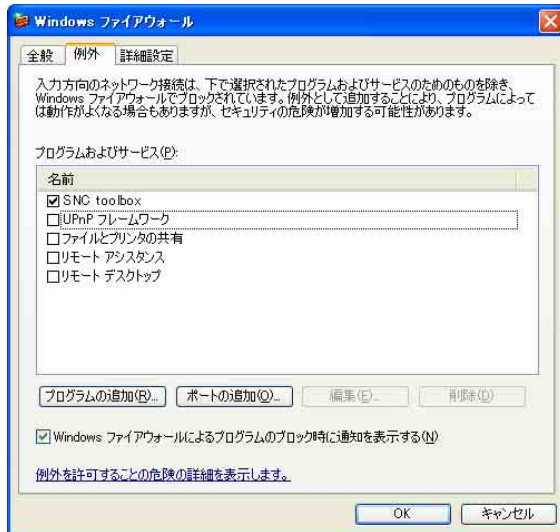 Windows ファイアウォール
全般 例外 詳細設定
入力方向のネットワーク接続は、下で選択されたプログラムおよびサービスのためのものを除き、
Windows ファイアウォールでブロックされています。例外として追加することにより、プログラムによって
は動作がよくなる場合もありますが、セキュリティの危険が増加する可能性があります。
プログラムおよびサービス(P):
名前
SNC toolbox
UPnP フレームワーク
ファイルとプリンタの共有
リモート アシスタンス
リモート デスクトップ
プログラムの追加(R)... ポートの追加(O)... 編集(E)... 削除(D)
Windows ファイアウォールによるプログラムのブロック時に通知を表示する(N)
例外を許可することの危険の詳細を表示します。
OK キャンセル